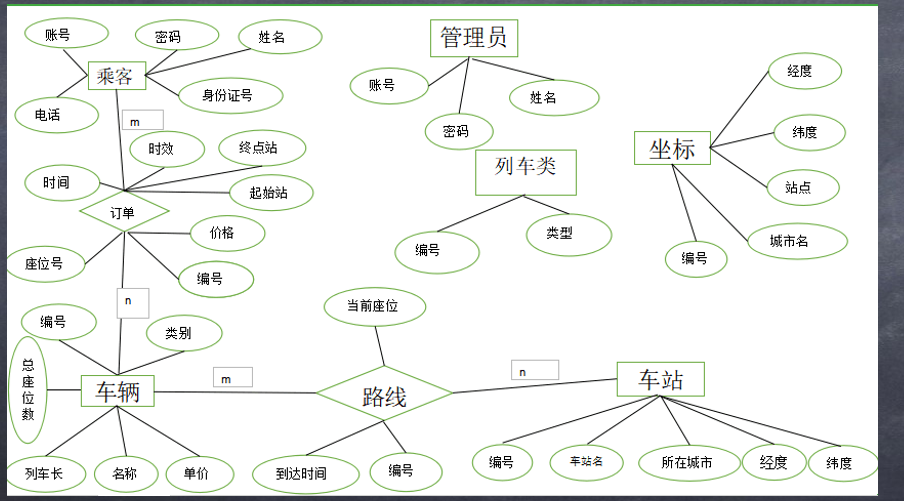 账号
密码
姓名
乘客
电话
身份证号
m
时效
终点站
时间
起始站
订单
价格
座位号
编号
n
管理员
账号
密码
姓名
列车类
编号
类型
坐标
经度
纬度
站点
城市名
编号
编号
类别
总座位数
车辆
列车长
名称
单价
m
当前座位
路线
到达时间
编号
n
车站
编号
车站名
所在城市
经度
纬度